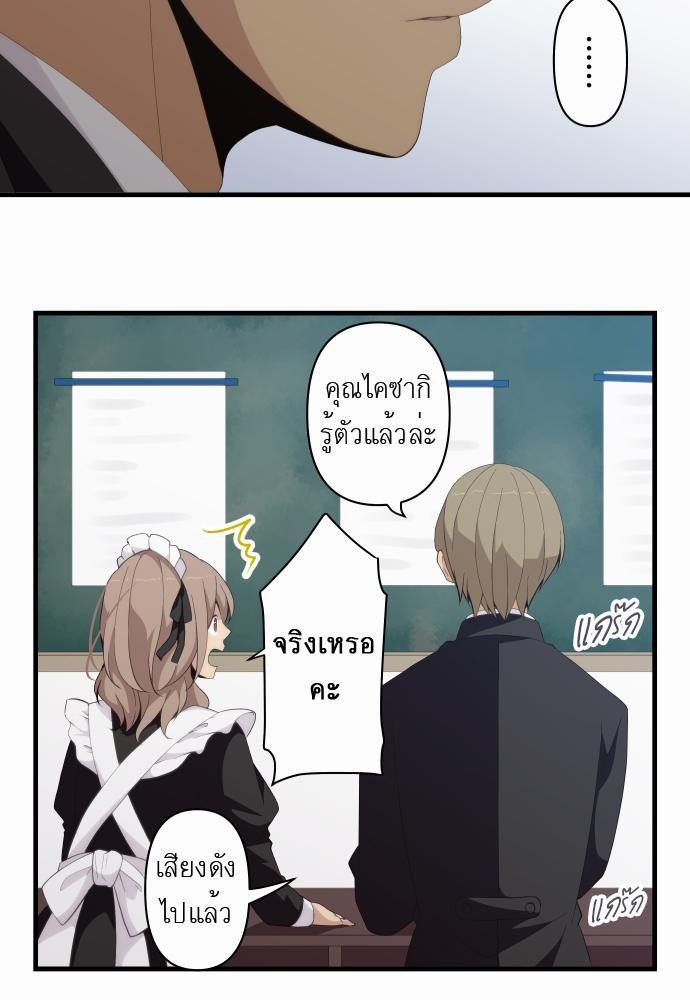 ......
คุณไคซากิ
รู้ตัวแล้วล่ะ
จริงเหรอ
คะ
แกร๊ก
เสียงดัง
ไปแล้ว
แกร๊ก